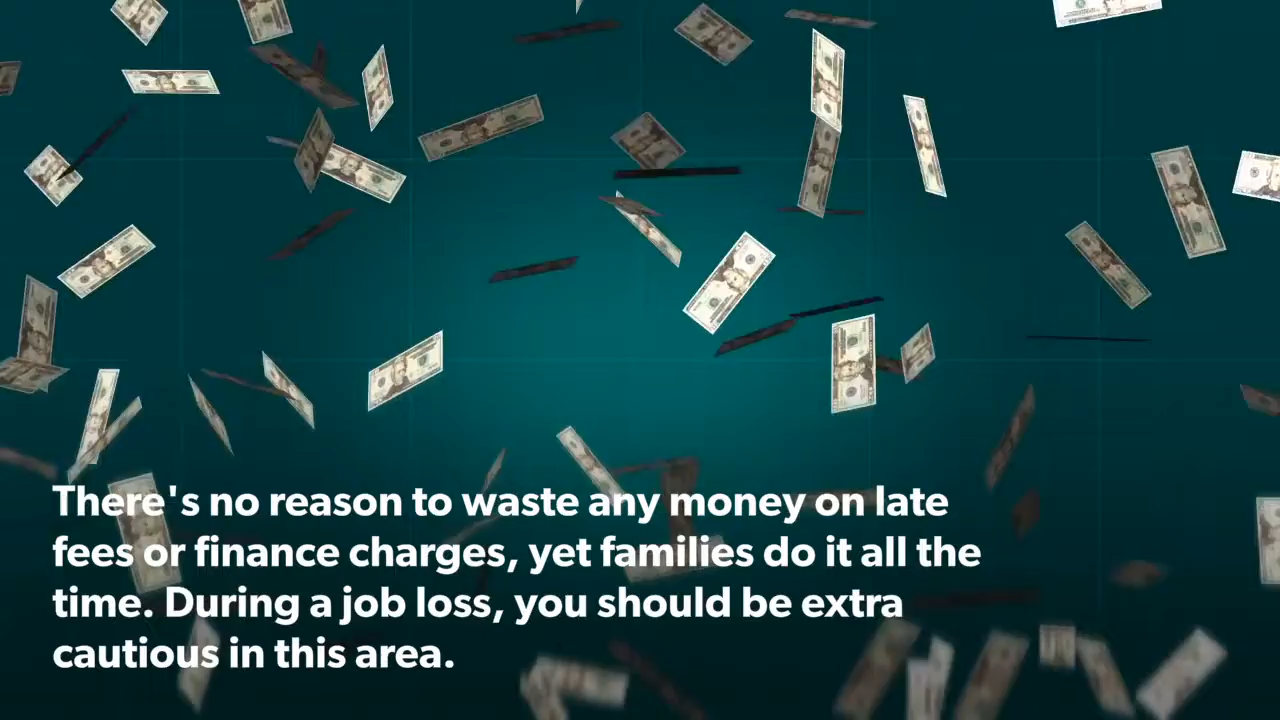 There's no reason to waste any money on late
fees or finance charges, yet families do it all the
time. During a job loss, you should be extra
cautious in this area.